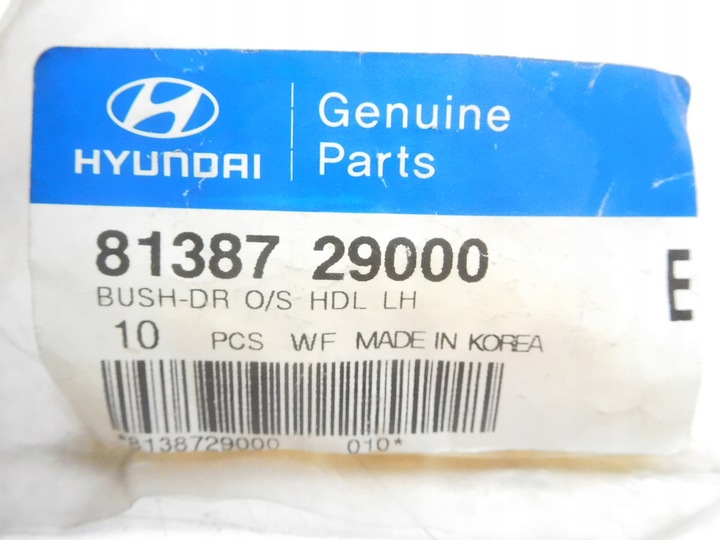 HYUNDAI
Genuine
Parts
81387 29000
E
BUSH-DR O/S HDL LH
10 PCS WF MADE IN KOREA
*8138729000 010*